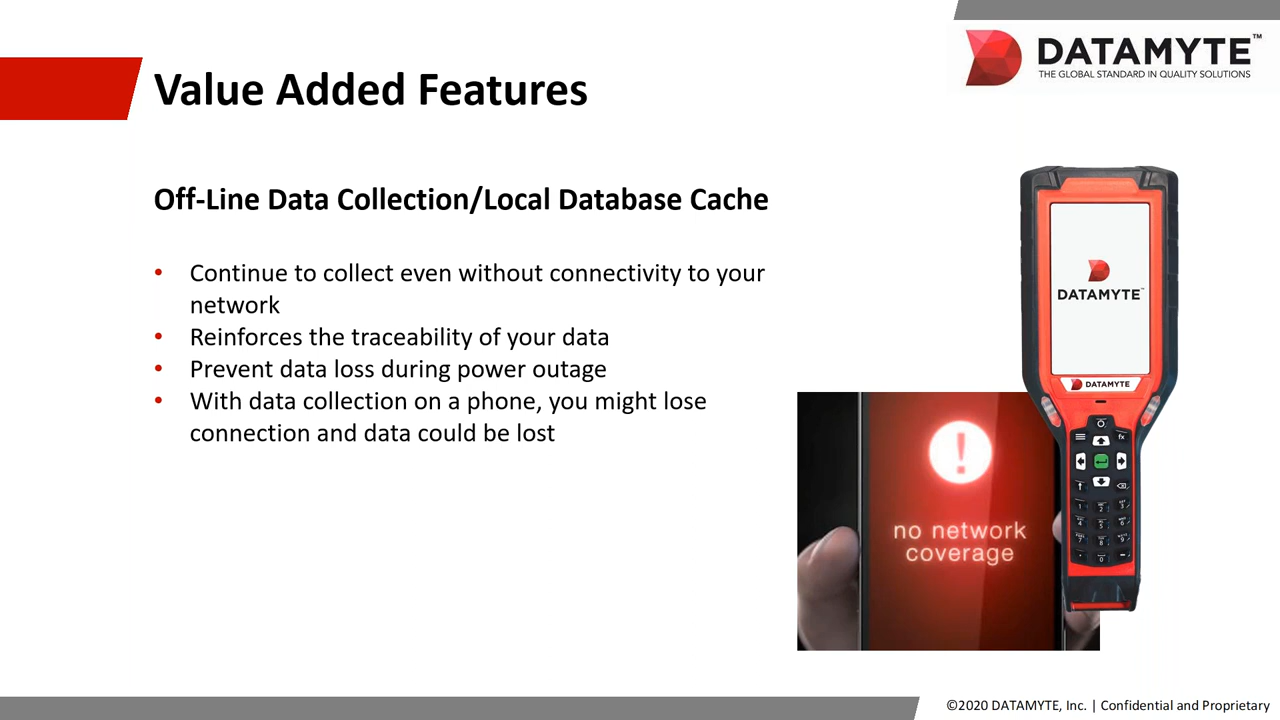 DATAMYTE™
THE GLOBAL STANDARD IN QUALITY SOLUTIONS
Value Added Features
Off-Line Data Collection/Local Database Cache
• Continue to collect even without connectivity to your
network
• Reinforces the traceability of your data
• Prevent data loss during power outage
• With data collection on a phone, you might lose
connection and data could be lost
DATAMYTE
DATAMYTE
fx
!
no network
coverage
©2020 DATAMYTE, Inc. | Confidential and Proprietary